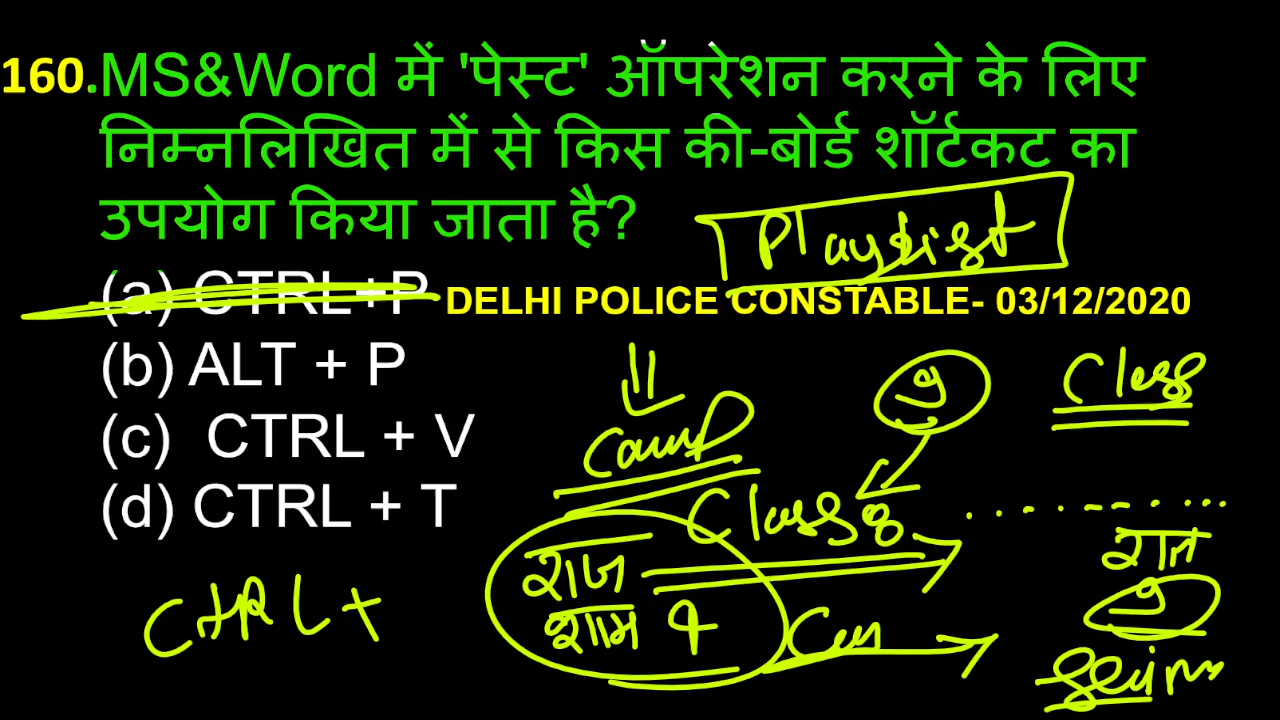 160.MS&Word में 'पेस्ट' ऑपरेशन करने के लिए
निम्नलिखित में से किस की-बोर्ड शॉर्टकट का
उपयोग किया जाता है?
Playlist
(a) CTRL+P
DELHI POLICE CONSTABLE- 03/12/2020
(b) ALT + P
(c) CTRL + V
(d) CTRL + T
Comp
9
Class
Class 8
CTRL +
शाम
9